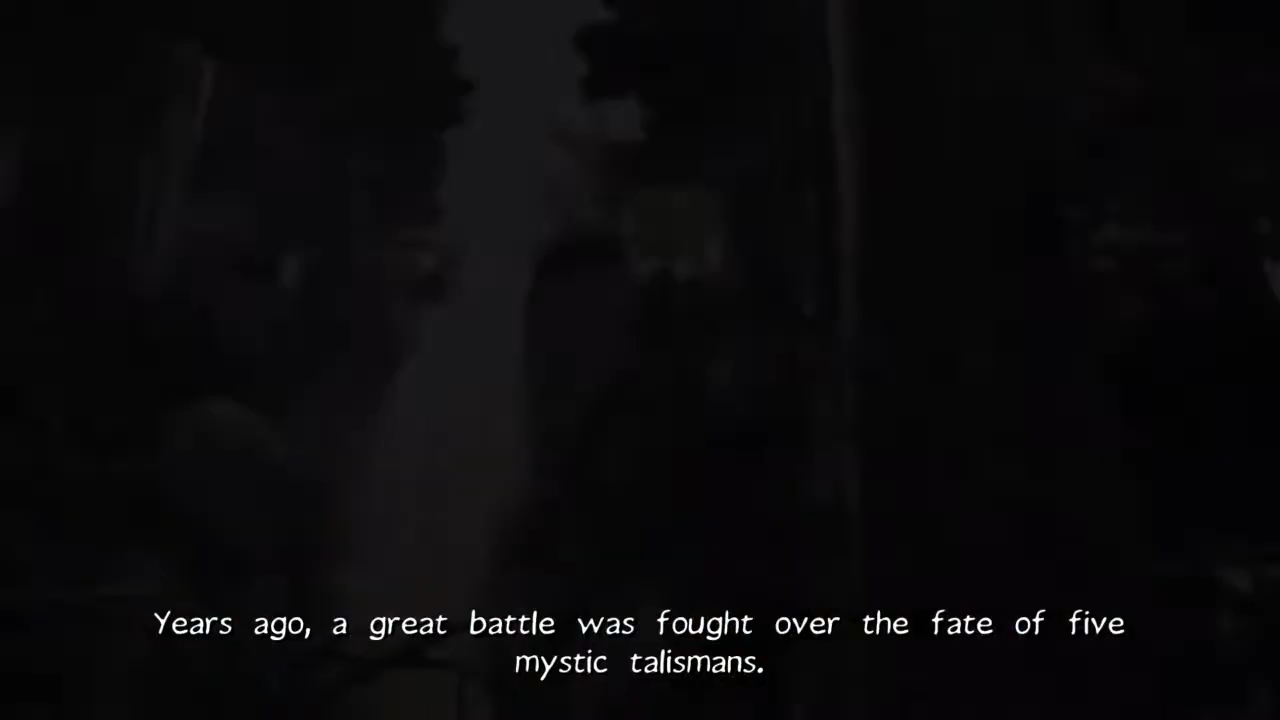 Years ago, a great battle was fought over the fate of five
mystic talismans.